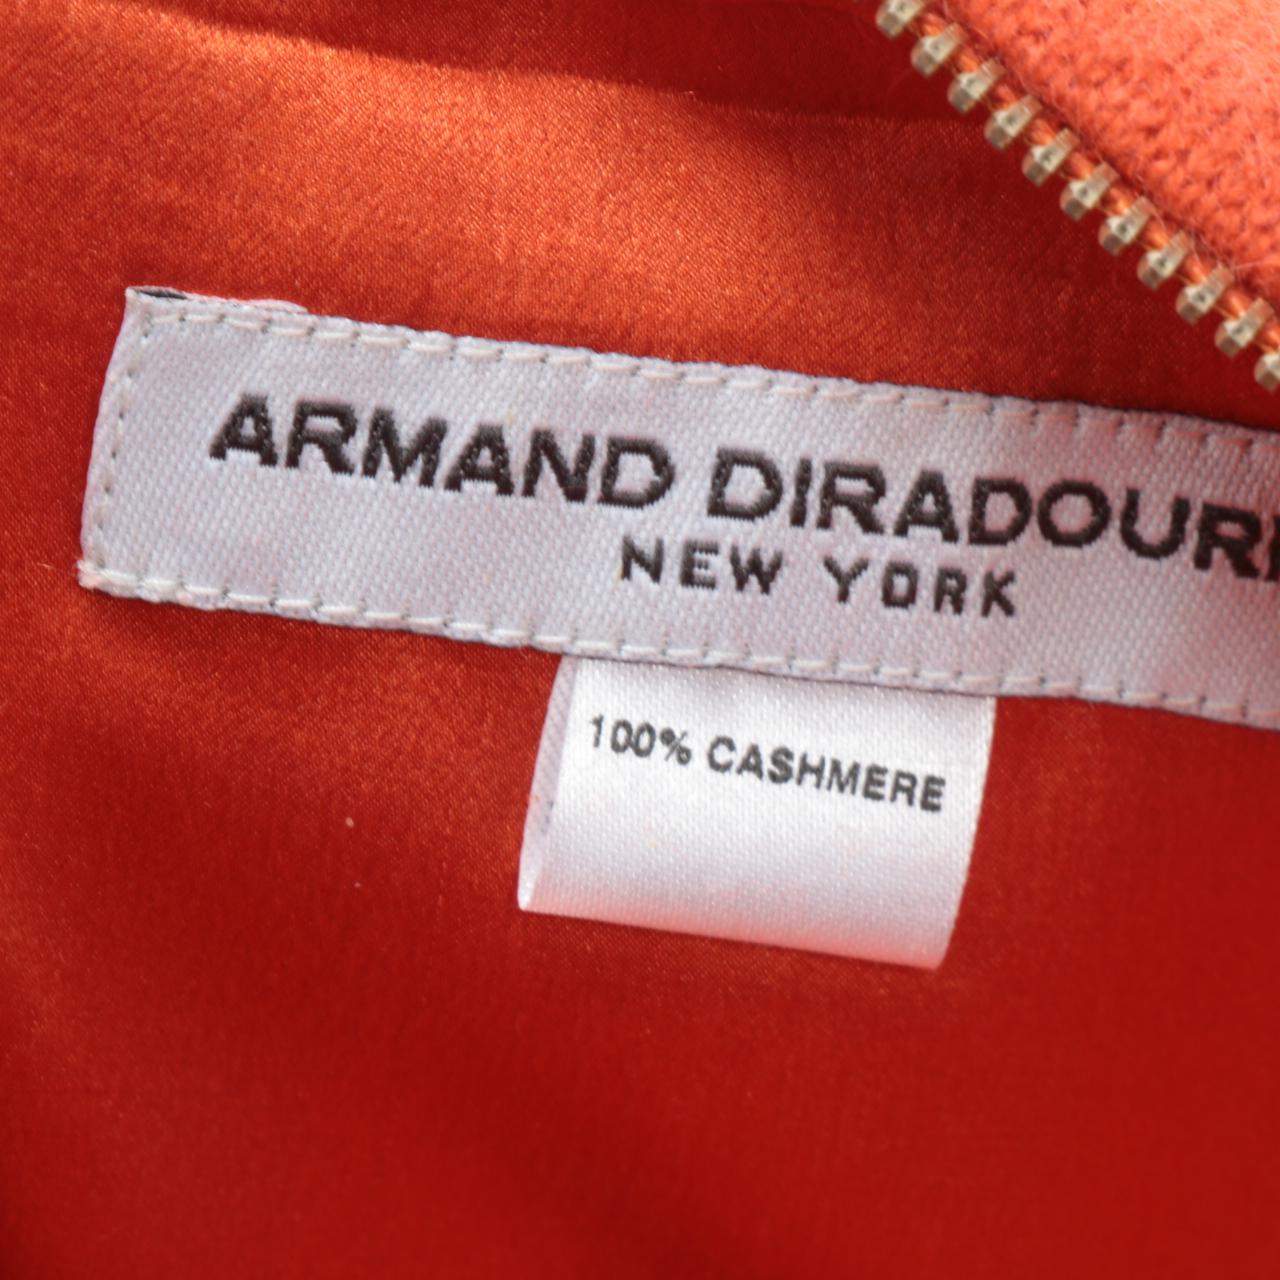 ARMAND DIRADOUR
NEW YORK
100% CASHMERE